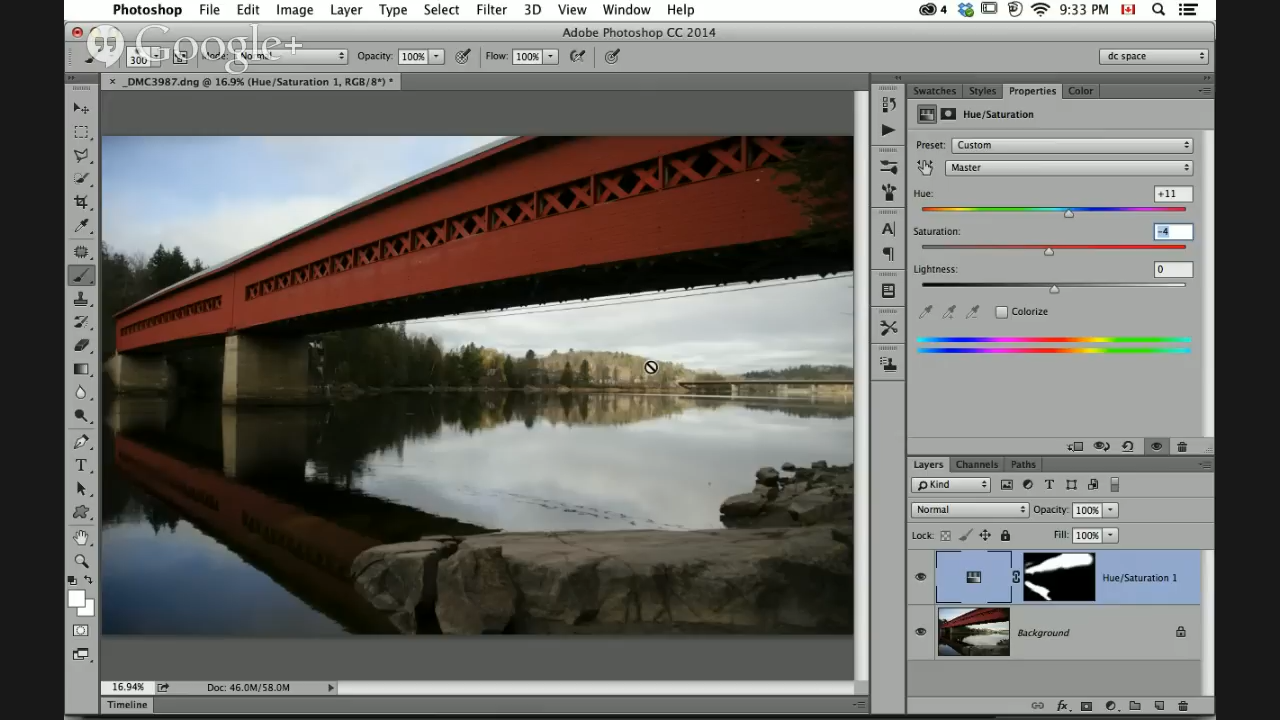 Photoshop File Edit Image Layer Type Select Filter 3D View Window Help 4 9:33 PM
Adobe Photoshop CC 2014
Google+
300 Mode: Normal Opacity: 100% Flow: 100% dc space
× _DMC3987.dng @ 16.9% (Hue/Saturation 1, RGB/8*) *
Swatches Styles Properties Color
Hue/Saturation
Preset: Custom
Master
Hue: +11
Saturation: -4
Lightness: 0
Colorize
Layers Channels Paths
Kind
Normal Opacity: 100%
Lock: Fill: 100%
Hue/Saturation 1
Background
16.94% Doc: 46.0M/58.0M
Timeline